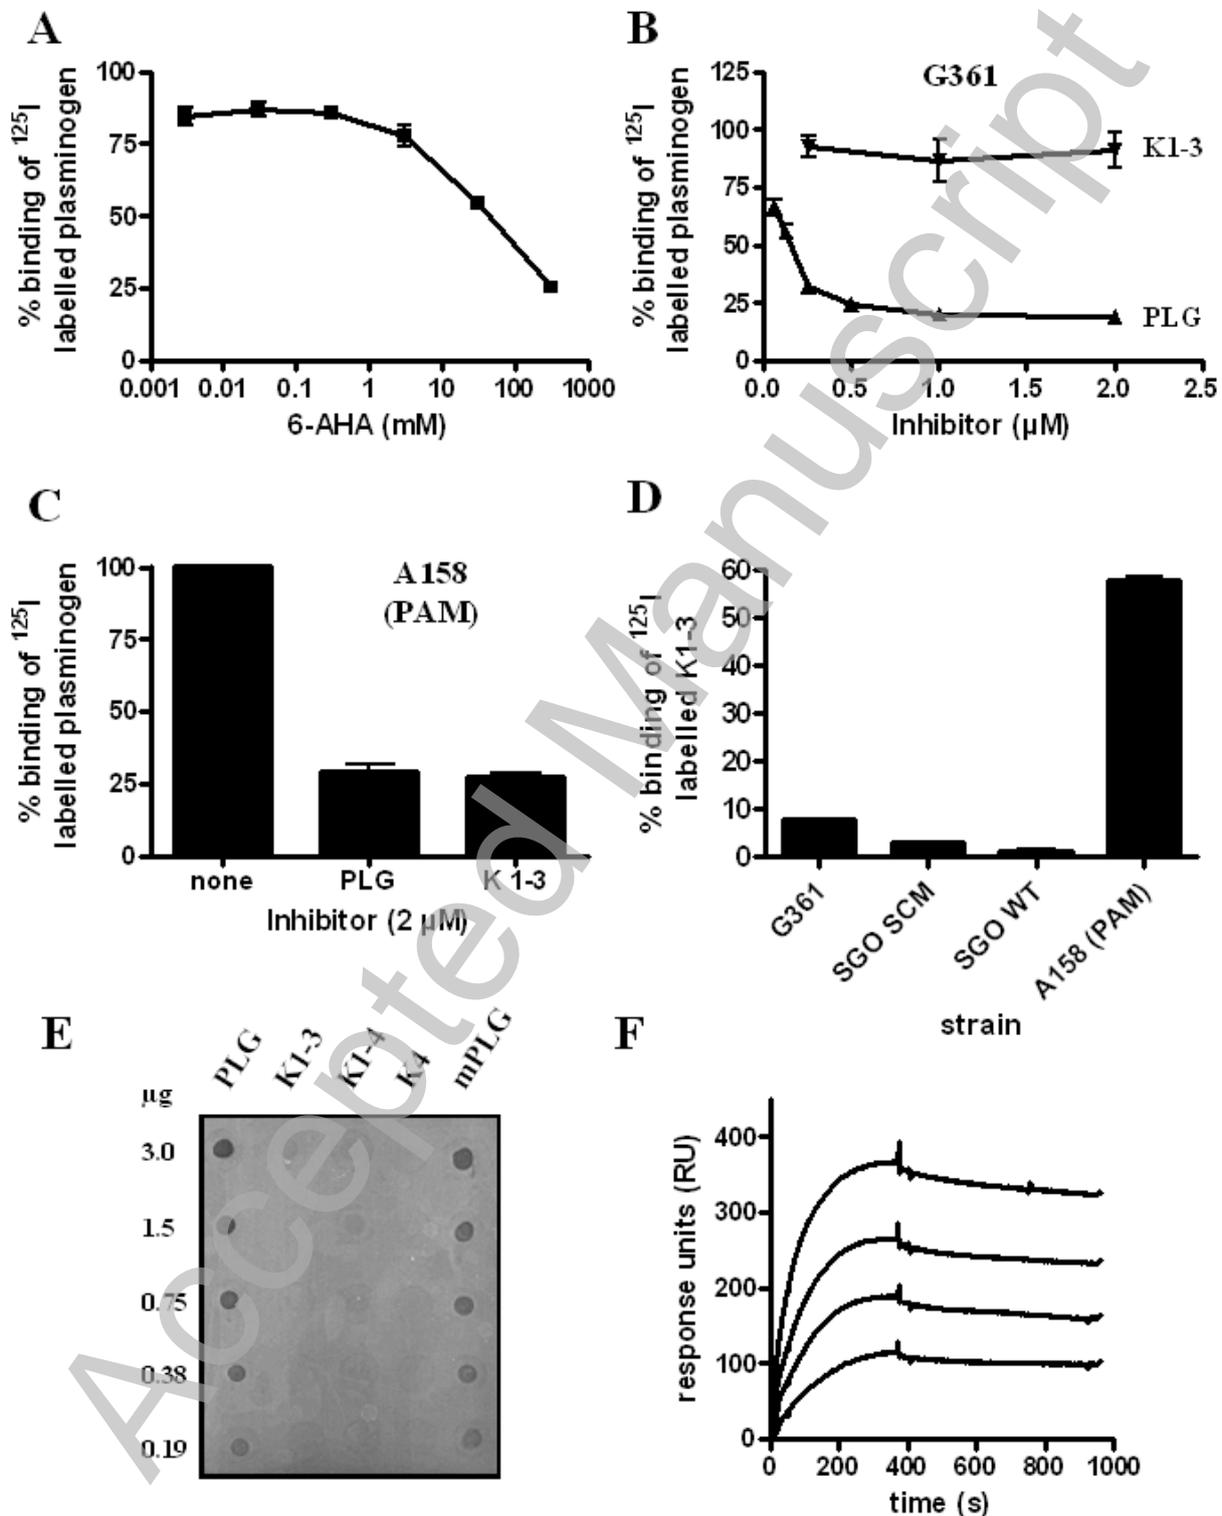 A
% binding of ¹²⁵I
labelled plasminogen
100
75
50
25
0
0.001 0.01 0.1 1 10 100 1000
6-AHA (mM)
B
G361
% binding of ¹²⁵I
labelled plasminogen
125
100
75
50
25
0
K1-3
PLG
0.0 0.5 1.0 1.5 2.0 2.5
Inhibitor (µM)
C
A158
(PAM)
% binding of ¹²⁵I
labelled plasminogen
100
75
50
25
0
none PLG K 1-3
Inhibitor (2 µM)
D
% binding of ¹²⁵I
labelled K1-3
60
50
40
30
20
10
0
G361
SGO SCM
SGO WT
A158 (PAM)
strain
E
PLG K1-3 K1-4 K4 mPLG
µg
3.0
1.5
0.75
0.38
0.19
F
response units (RU)
400
300
200
100
0
0 200 400 600 800 1000
time (s)
Accepted Manuscript